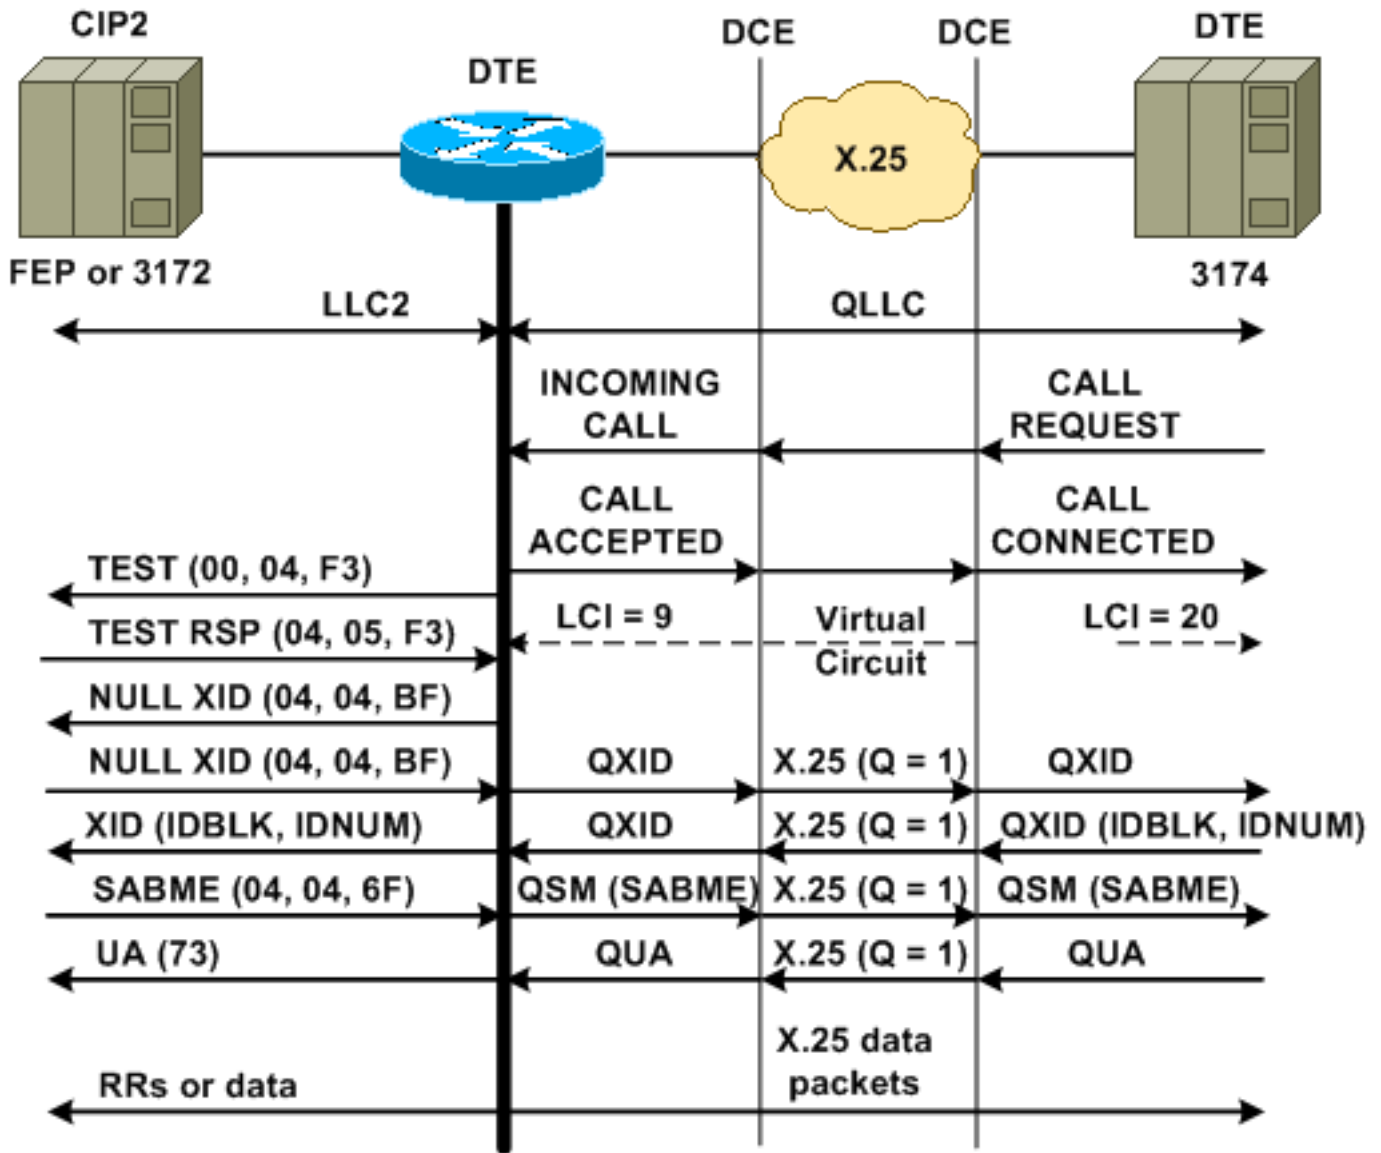 CIP2
DTE
DCE
DCE
DTE
X.25
FEP or 3172
3174
LLC2
QLLC
INCOMING
CALL
CALL
REQUEST
CALL
ACCEPTED
CALL
CONNECTED
TEST (00, 04, F3)
LCI = 9
Virtual
Circuit
LCI = 20
TEST RSP (04, 05, F3)
NULL XID (04, 04, BF)
NULL XID (04, 04, BF)
QXID
X.25 (Q = 1)
QXID
XID (IDBLK, IDNUM)
QXID
X.25 (Q = 1)
QXID (IDBLK, IDNUM)
SABME (04, 04, 6F)
QSM (SABME)
X.25 (Q = 1)
QSM (SABME)
UA (73)
QUA
X.25 (Q = 1)
QUA
RRs or data
X.25 data
packets